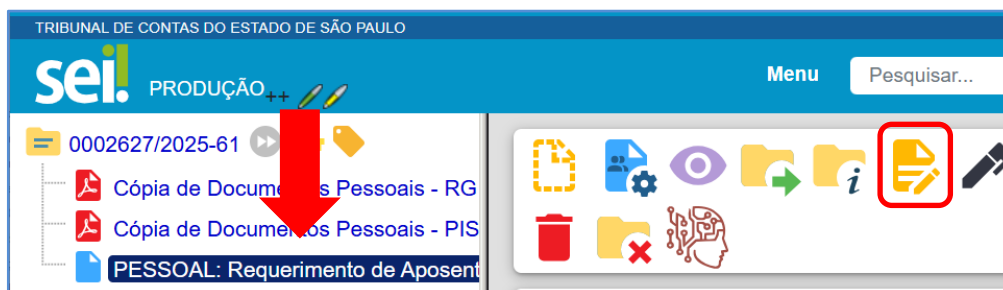 TRIBUNAL DE CONTAS DO ESTADO DE SÃO PAULO
sei!
PRODUÇÃO++
Menu
Pesquisar...
0002627/2025-61
Cópia de Documentos Pessoais - RG
Cópia de Documentos Pessoais - PIS
PESSOAL: Requerimento de Aposent